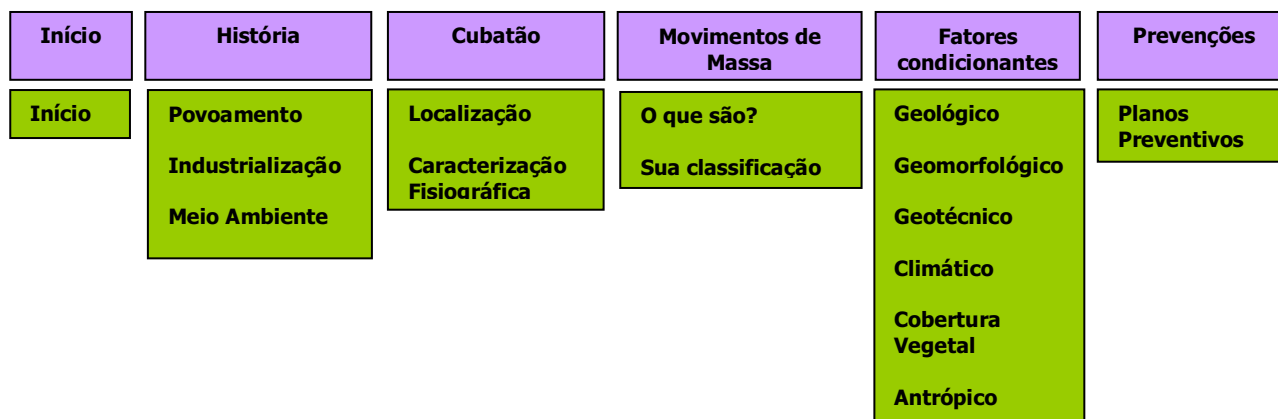 Início
História
Cubatão
Movimentos de
Massa
Fatores
condicionantes
Prevenções
Início
Povoamento
Industrialização
Meio Ambiente
Localização
Caracterização
Fisiográfica
O que são?
Sua classificação
Geológico
Geomorfológico
Geotécnico
Climático
Cobertura
Vegetal
Antrópico
Planos
Preventivos